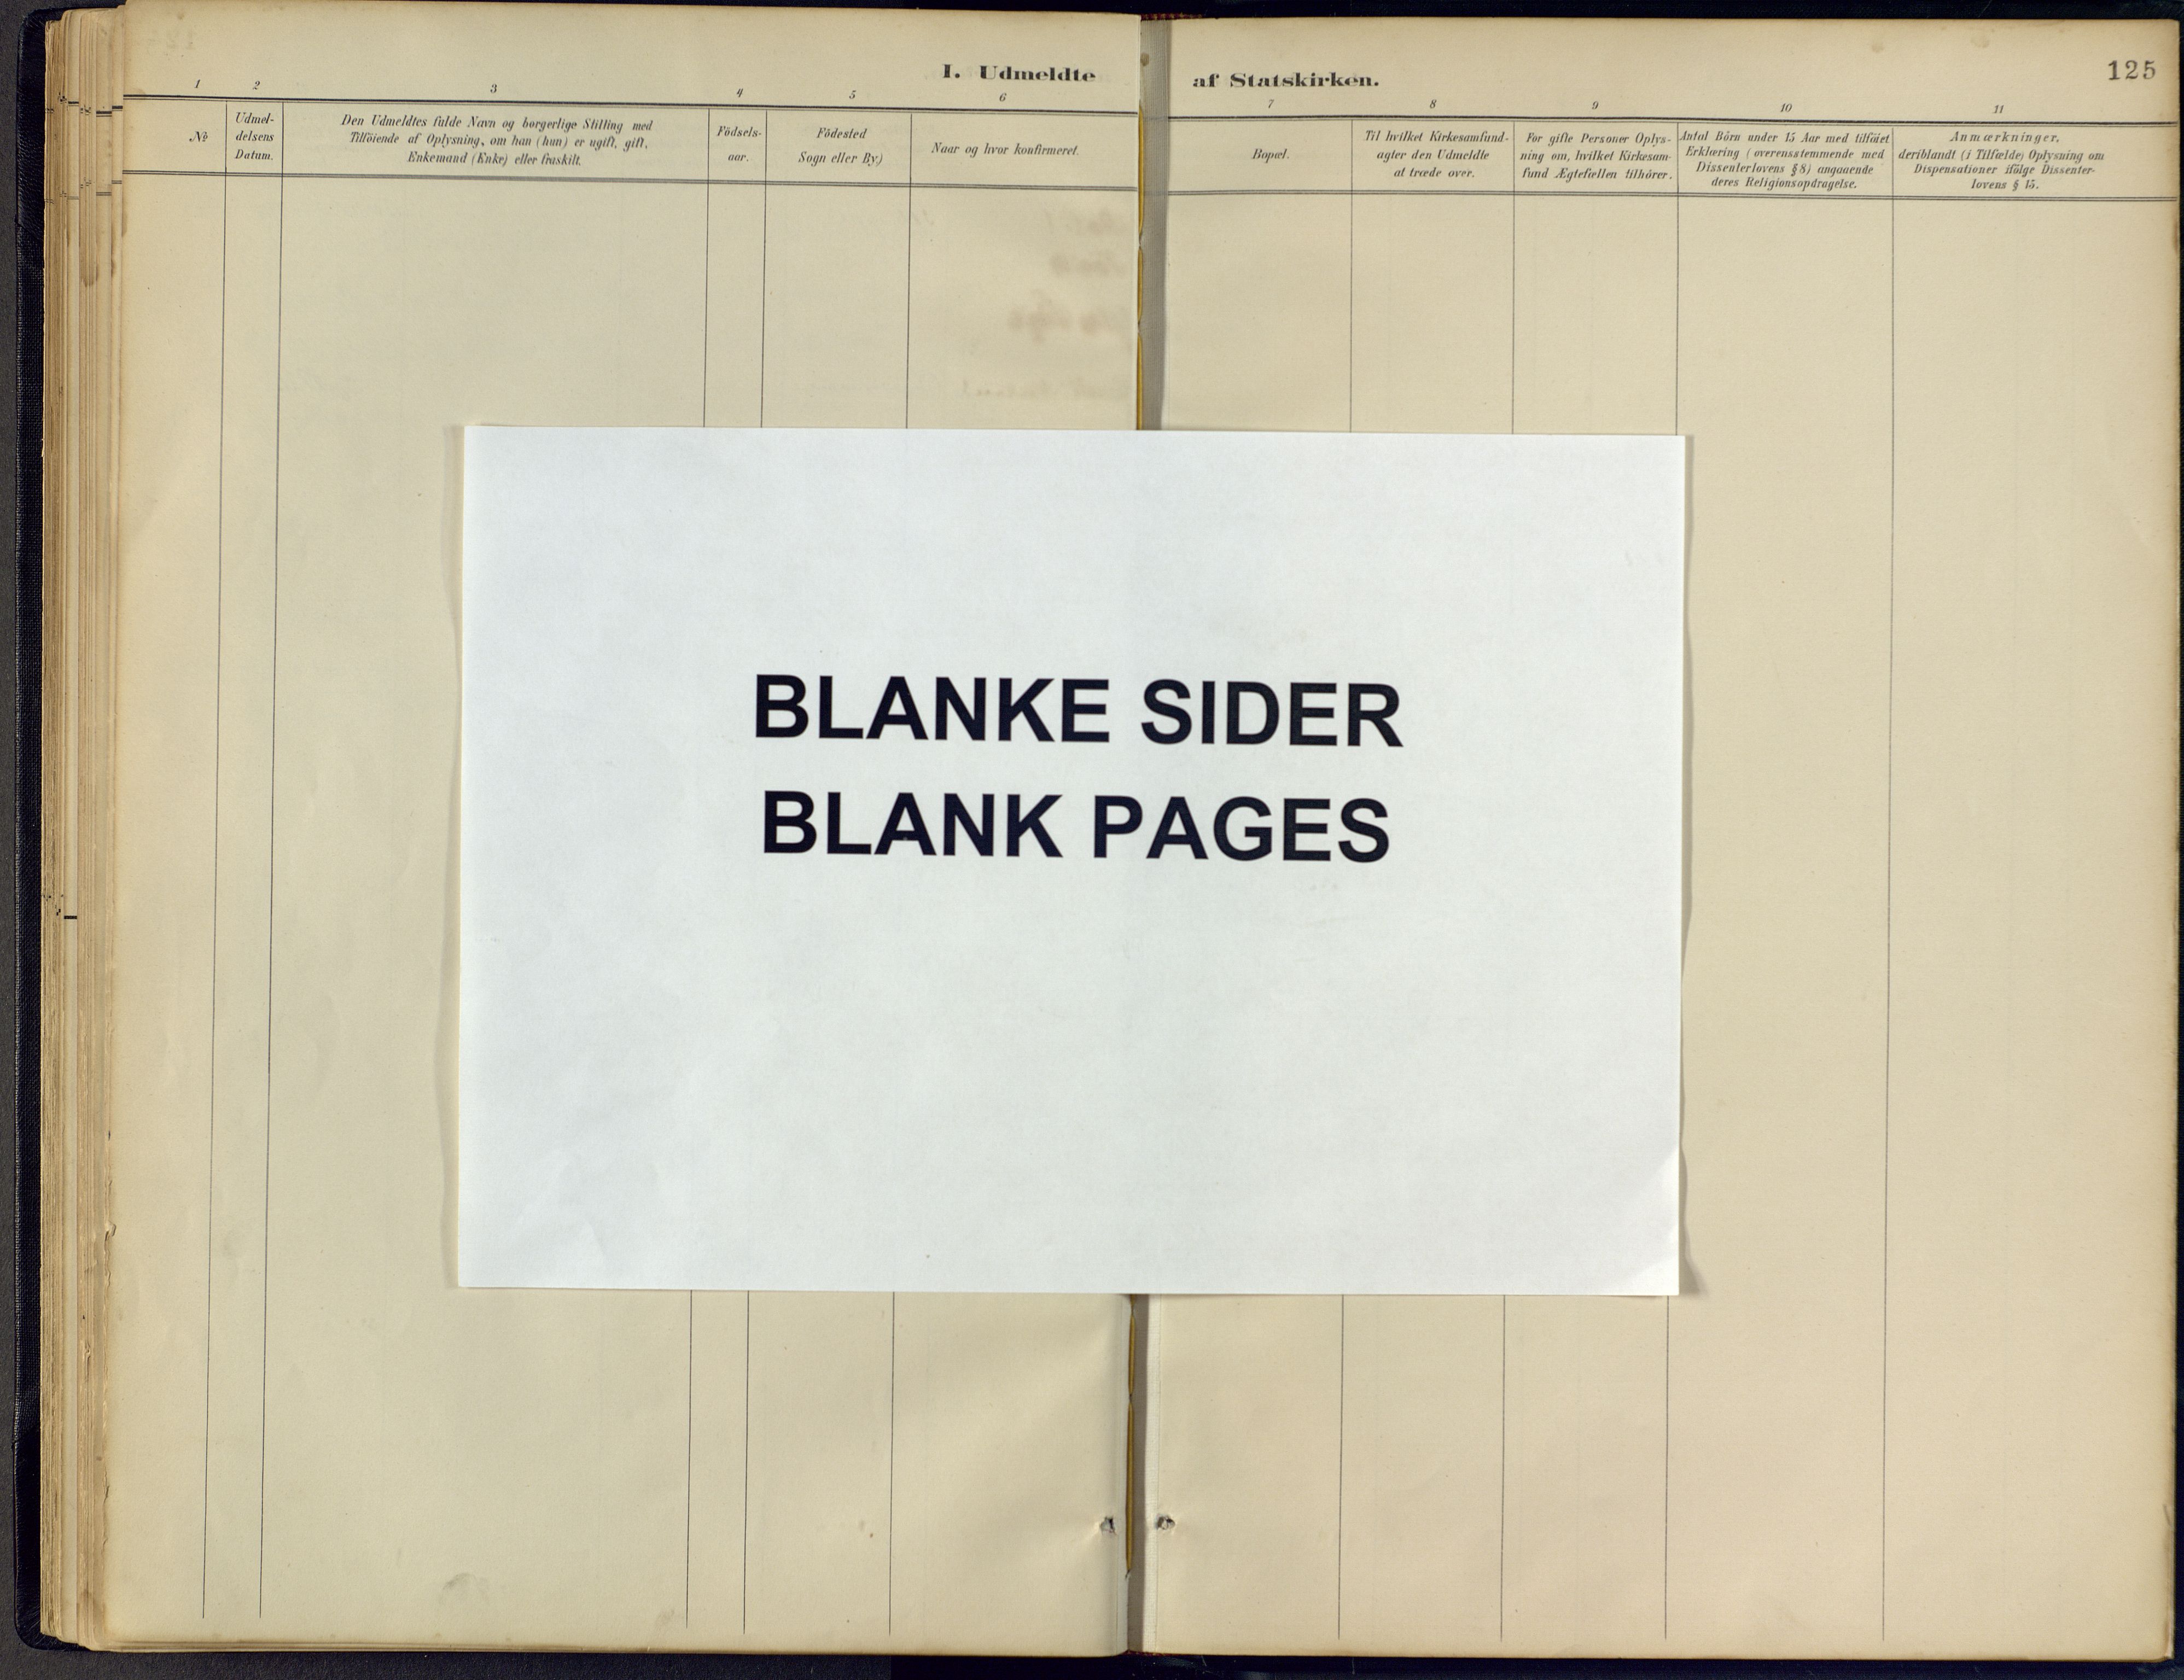 I. Udmeldte af Statskirken.
125
1 2 3 4 5 6 7 8 9 10 11
No
Udmel-
delsens
Datum.
Den Udmeldtes fulde Navn og borgerlige Stilling med
Tilföiende af Oplysning, om han (hun) er ugift, gift,
Enkemand (Enke) eller fraskilt.
Födsels-
aar.
Födested
Sogn eller By)
Naar og hvor konfirmeret.
Bopæl.
Til hvilket Kirkesamfund-
agter den Udmeldte
at træde over.
For gifte Personer Oplys-
ning om, hvilket Kirkesam-
fund Ægtefællen tilhörer.
Antal Börn under 15 Aar med tilföiet
Erklæring (overensstemmende med
Dissenterlovens § 8) angaaende
deres Religionsopdragelse.
Anmærkninger,
deriblandt (i Tilfælde) Oplysning om
Dispensationer ifölge Dissenter-
lovens § 15.
BLANKE SIDER
BLANK PAGES